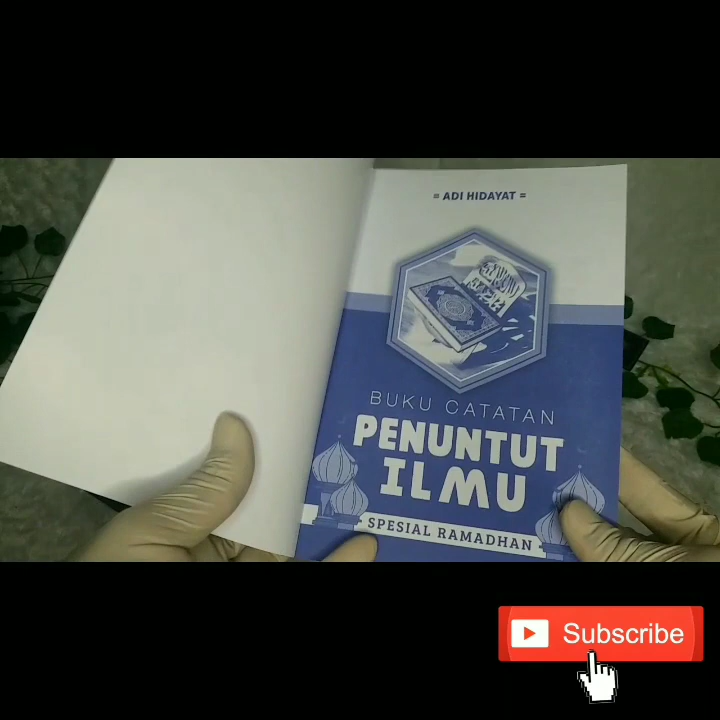 = ADI HIDAYAT =
BUKU CATATAN
PENUNTUT
ILMU
SPESIAL RAMADHAN
Subscribe